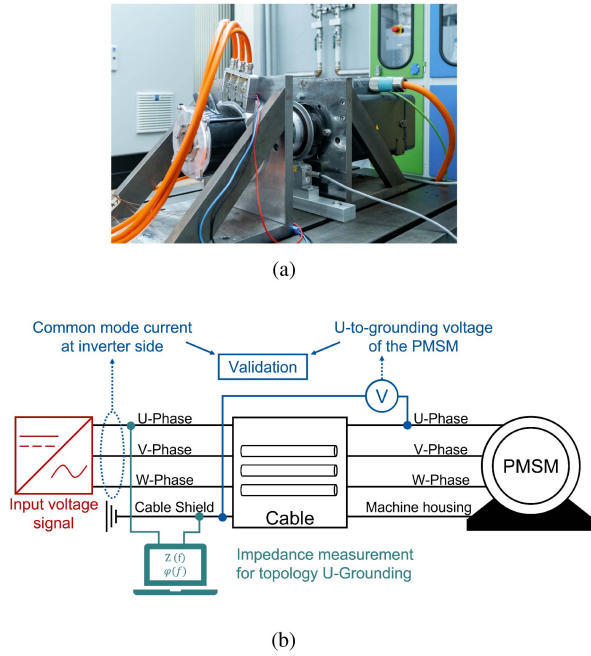 (a)
Common mode current
at inverter side
U-to-grounding voltage
of the PMSM
Validation
V
U-Phase
U-Phase
V-Phase
V-Phase
W-Phase
W-Phase
PMSM
Input voltage
signal
Cable Shield
Cable
Machine housing
Z(f)
φ(f)
Impedance measurement
for topology U-Grounding
(b)